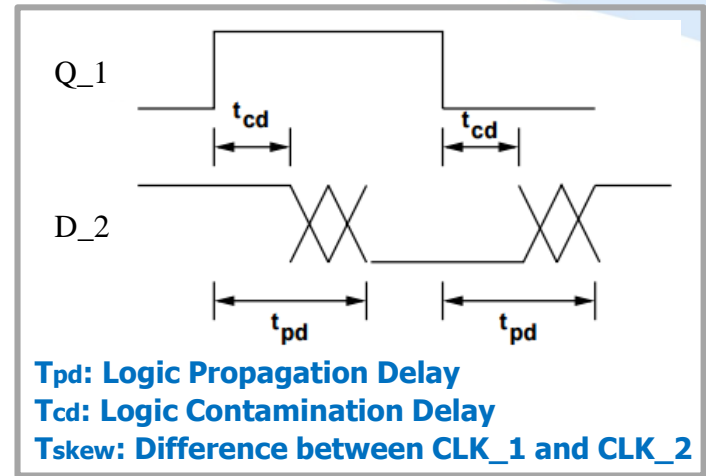 Q_1
tcd tcd
D_2
tpd tpd
Tpd: Logic Propagation Delay
Tcd: Logic Contamination Delay
Tskew: Difference between CLK_1 and CLK_2